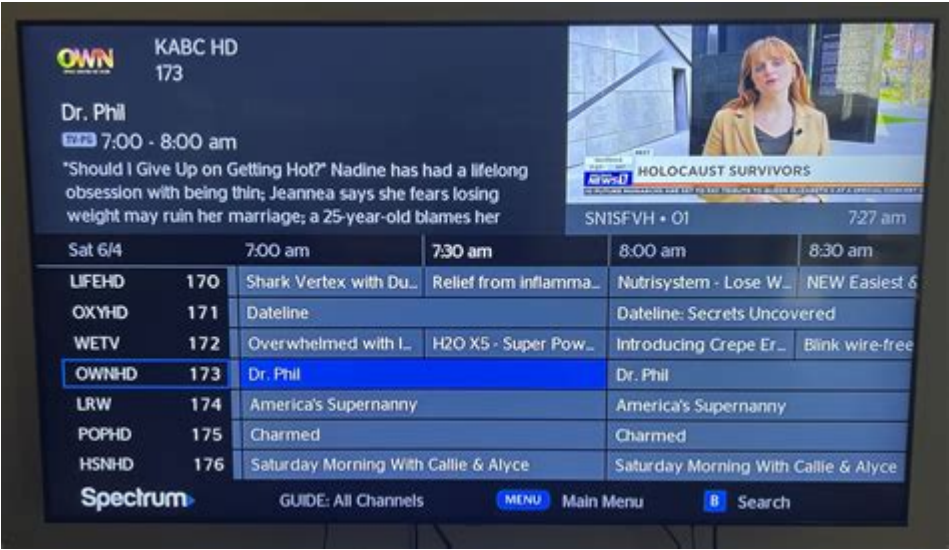 OWN
KABC HD
173
Dr. Phil
TV-PG 7:00 - 8:00 am
"Should I Give Up on Getting Hot?" Nadine has had a lifelong
obsession with being thin; Jeannea says she fears losing
weight may ruin her marriage; a 25-year-old blames her
NEXT
NEWS
HOLOCAUST SURVIVORS
SN1SFVH • 01 7:27 am
Sat 6/4 7:00 am 7:30 am 8:00 am 8:30 am
LIFEHD 170 Shark Vertex with Du... Relief from inflamma... Nutrisystem - Lose W... NEW Easiest &
OXYHD 171 Dateline Dateline: Secrets Uncovered
WETV 172 Overwhelmed with I... H2O X5 - Super Pow... Introducing Crepe Er... Blink wire-free
OWNHD 173 Dr. Phil Dr. Phil
LRW 174 America's Supernanny America's Supernanny
POPHD 175 Charmed Charmed
HSNHD 176 Saturday Morning With Callie & Alyce Saturday Morning With Callie & Alyce
Spectrum GUIDE: All Channels MENU Main Menu B Search